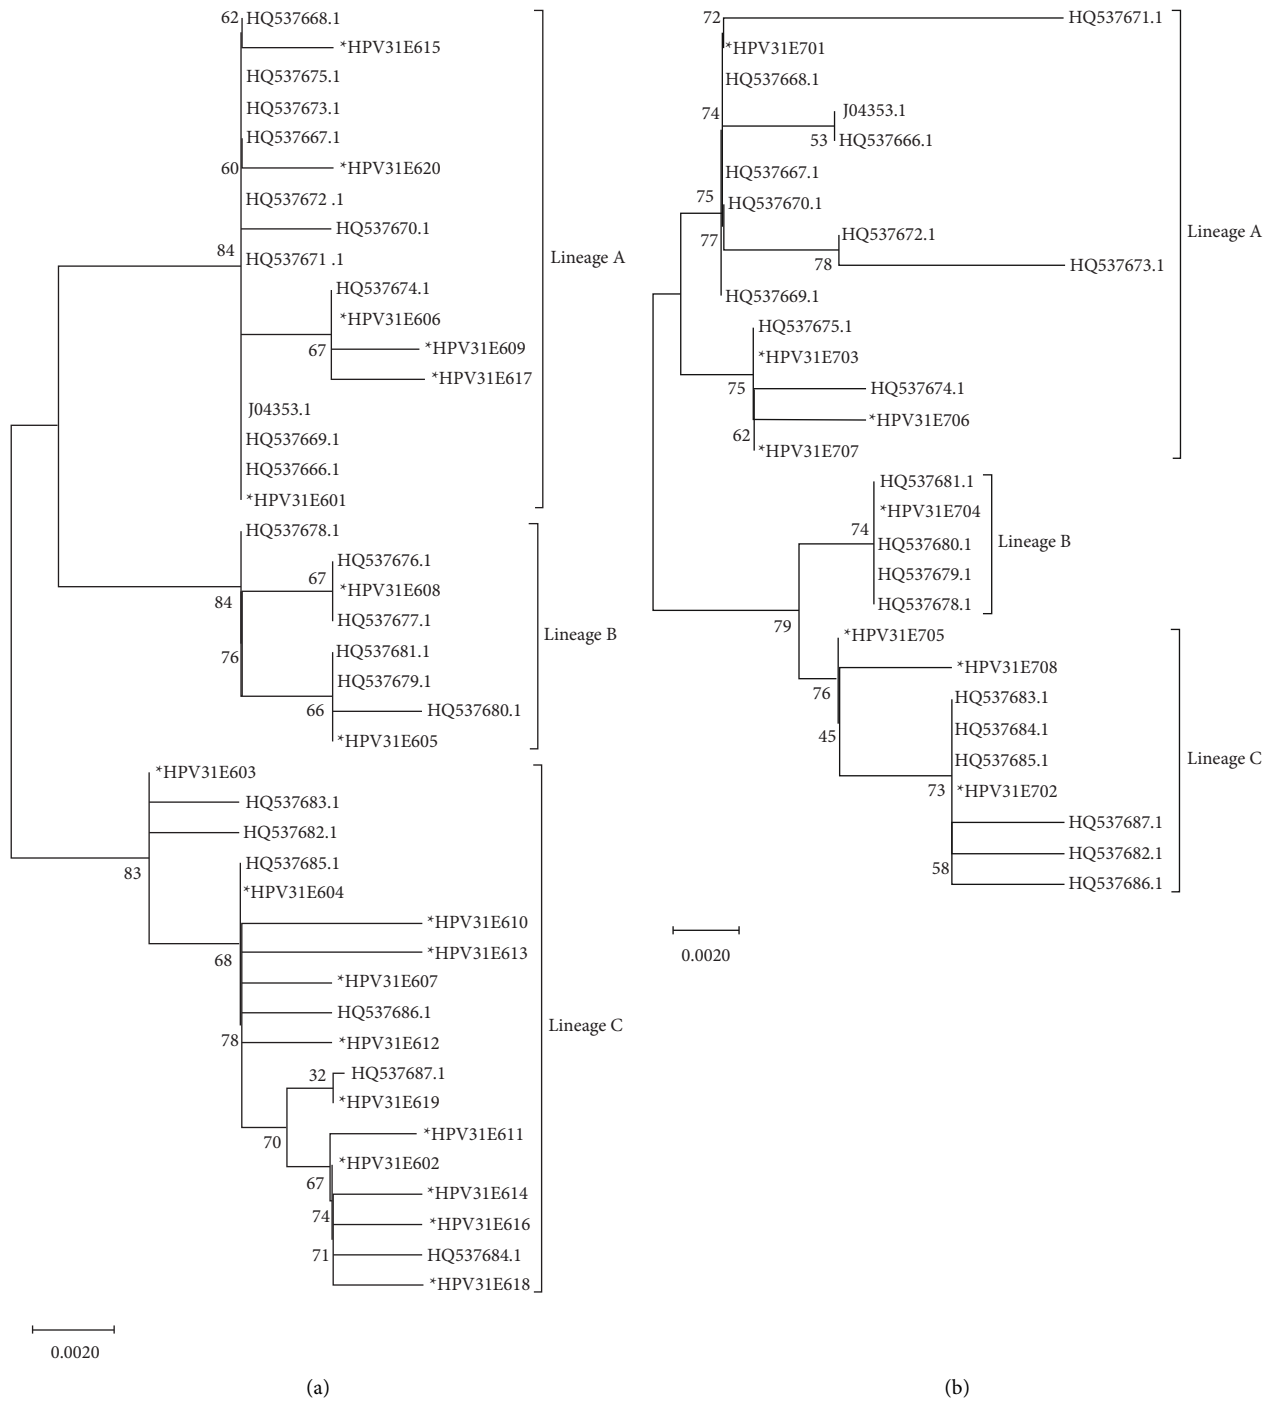 62
HQ537668.1
*HPV31E615
HQ537675.1
HQ537673.1
HQ537667.1
60
*HPV31E620
HQ537672 .1
HQ537670.1
84
HQ537671 .1
HQ537674.1
*HPV31E606
67
*HPV31E609
*HPV31E617
J04353.1
HQ537669.1
HQ537666.1
*HPV31E601
Lineage A
HQ537678.1
HQ537676.1
67
*HPV31E608
84
HQ537677.1
76
HQ537681.1
HQ537679.1
66
HQ537680.1
*HPV31E605
Lineage B
*HPV31E603
HQ537683.1
HQ537682.1
83
HQ537685.1
*HPV31E604
*HPV31E610
68
*HPV31E613
*HPV31E607
HQ537686.1
78
*HPV31E612
32
HQ537687.1
*HPV31E619
70
*HPV31E611
*HPV31E602
67
*HPV31E614
74
*HPV31E616
71
HQ537684.1
*HPV31E618
Lineage C
0.0020
(a)
72
HQ537671.1
*HPV31E701
HQ537668.1
74
J04353.1
53
HQ537666.1
HQ537667.1
75
HQ537670.1
77
HQ537672.1
78
HQ537673.1
HQ537669.1
HQ537675.1
*HPV31E703
75
HQ537674.1
*HPV31E706
62
*HPV31E707
Lineage A
HQ537681.1
*HPV31E704
74
HQ537680.1
HQ537679.1
HQ537678.1
Lineage B
79
*HPV31E705
*HPV31E708
76
HQ537683.1
45
HQ537684.1
HQ537685.1
73
*HPV31E702
HQ537687.1
HQ537682.1
58
HQ537686.1
Lineage C
0.0020
(b)